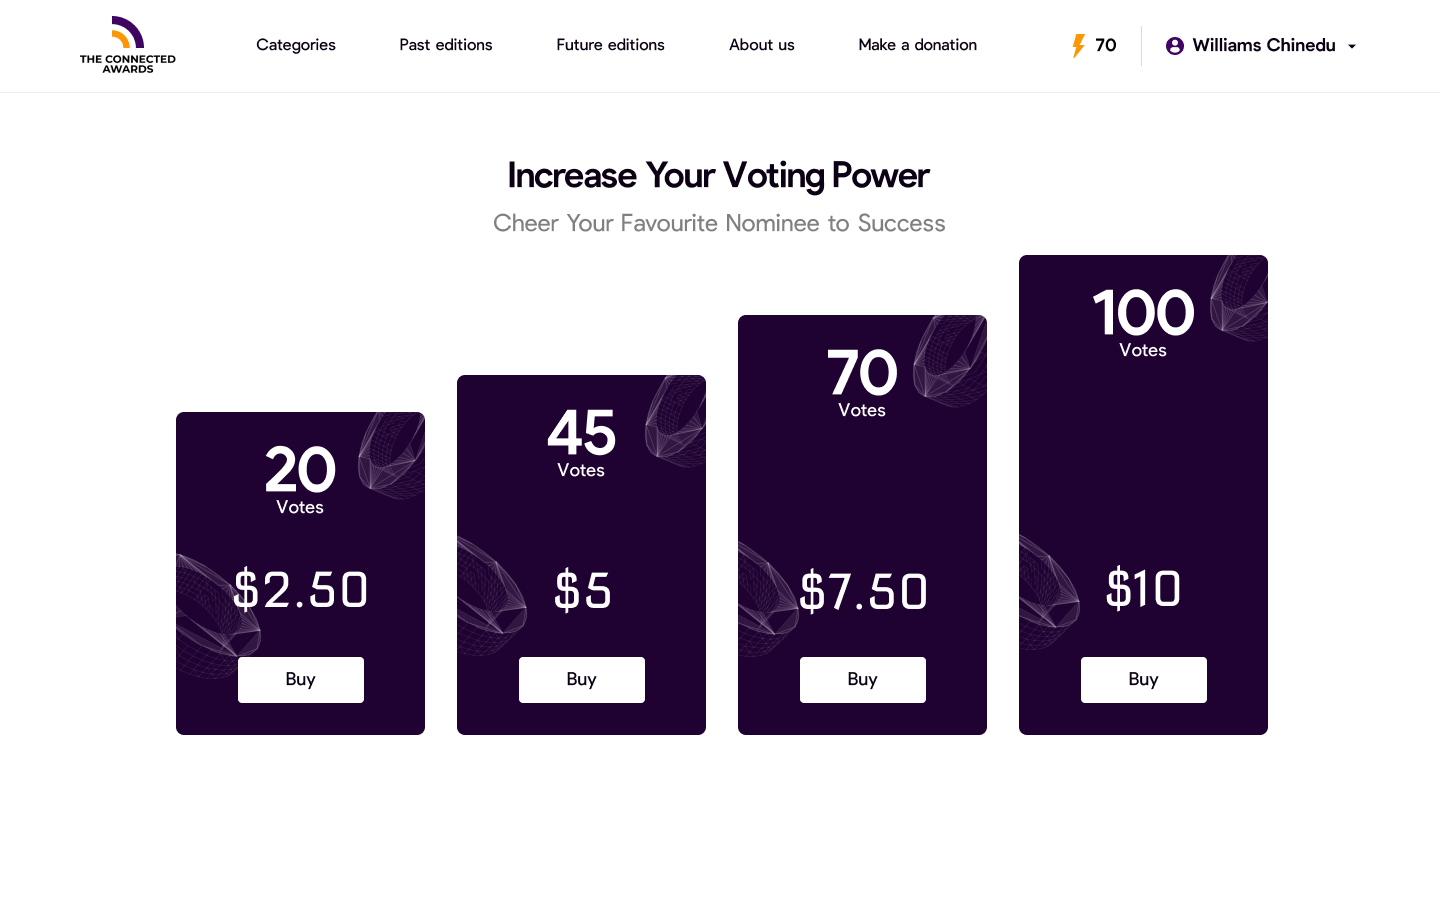 THE CONNECTED
AWARDS
Categories
Past editions
Future editions
About us
Make a donation
70
Williams Chinedu
Increase Your Voting Power
Cheer Your Favourite Nominee to Success
20
Votes
$2.50
Buy
45
Votes
$5
Buy
70
Votes
$7.50
Buy
100
Votes
$10
Buy